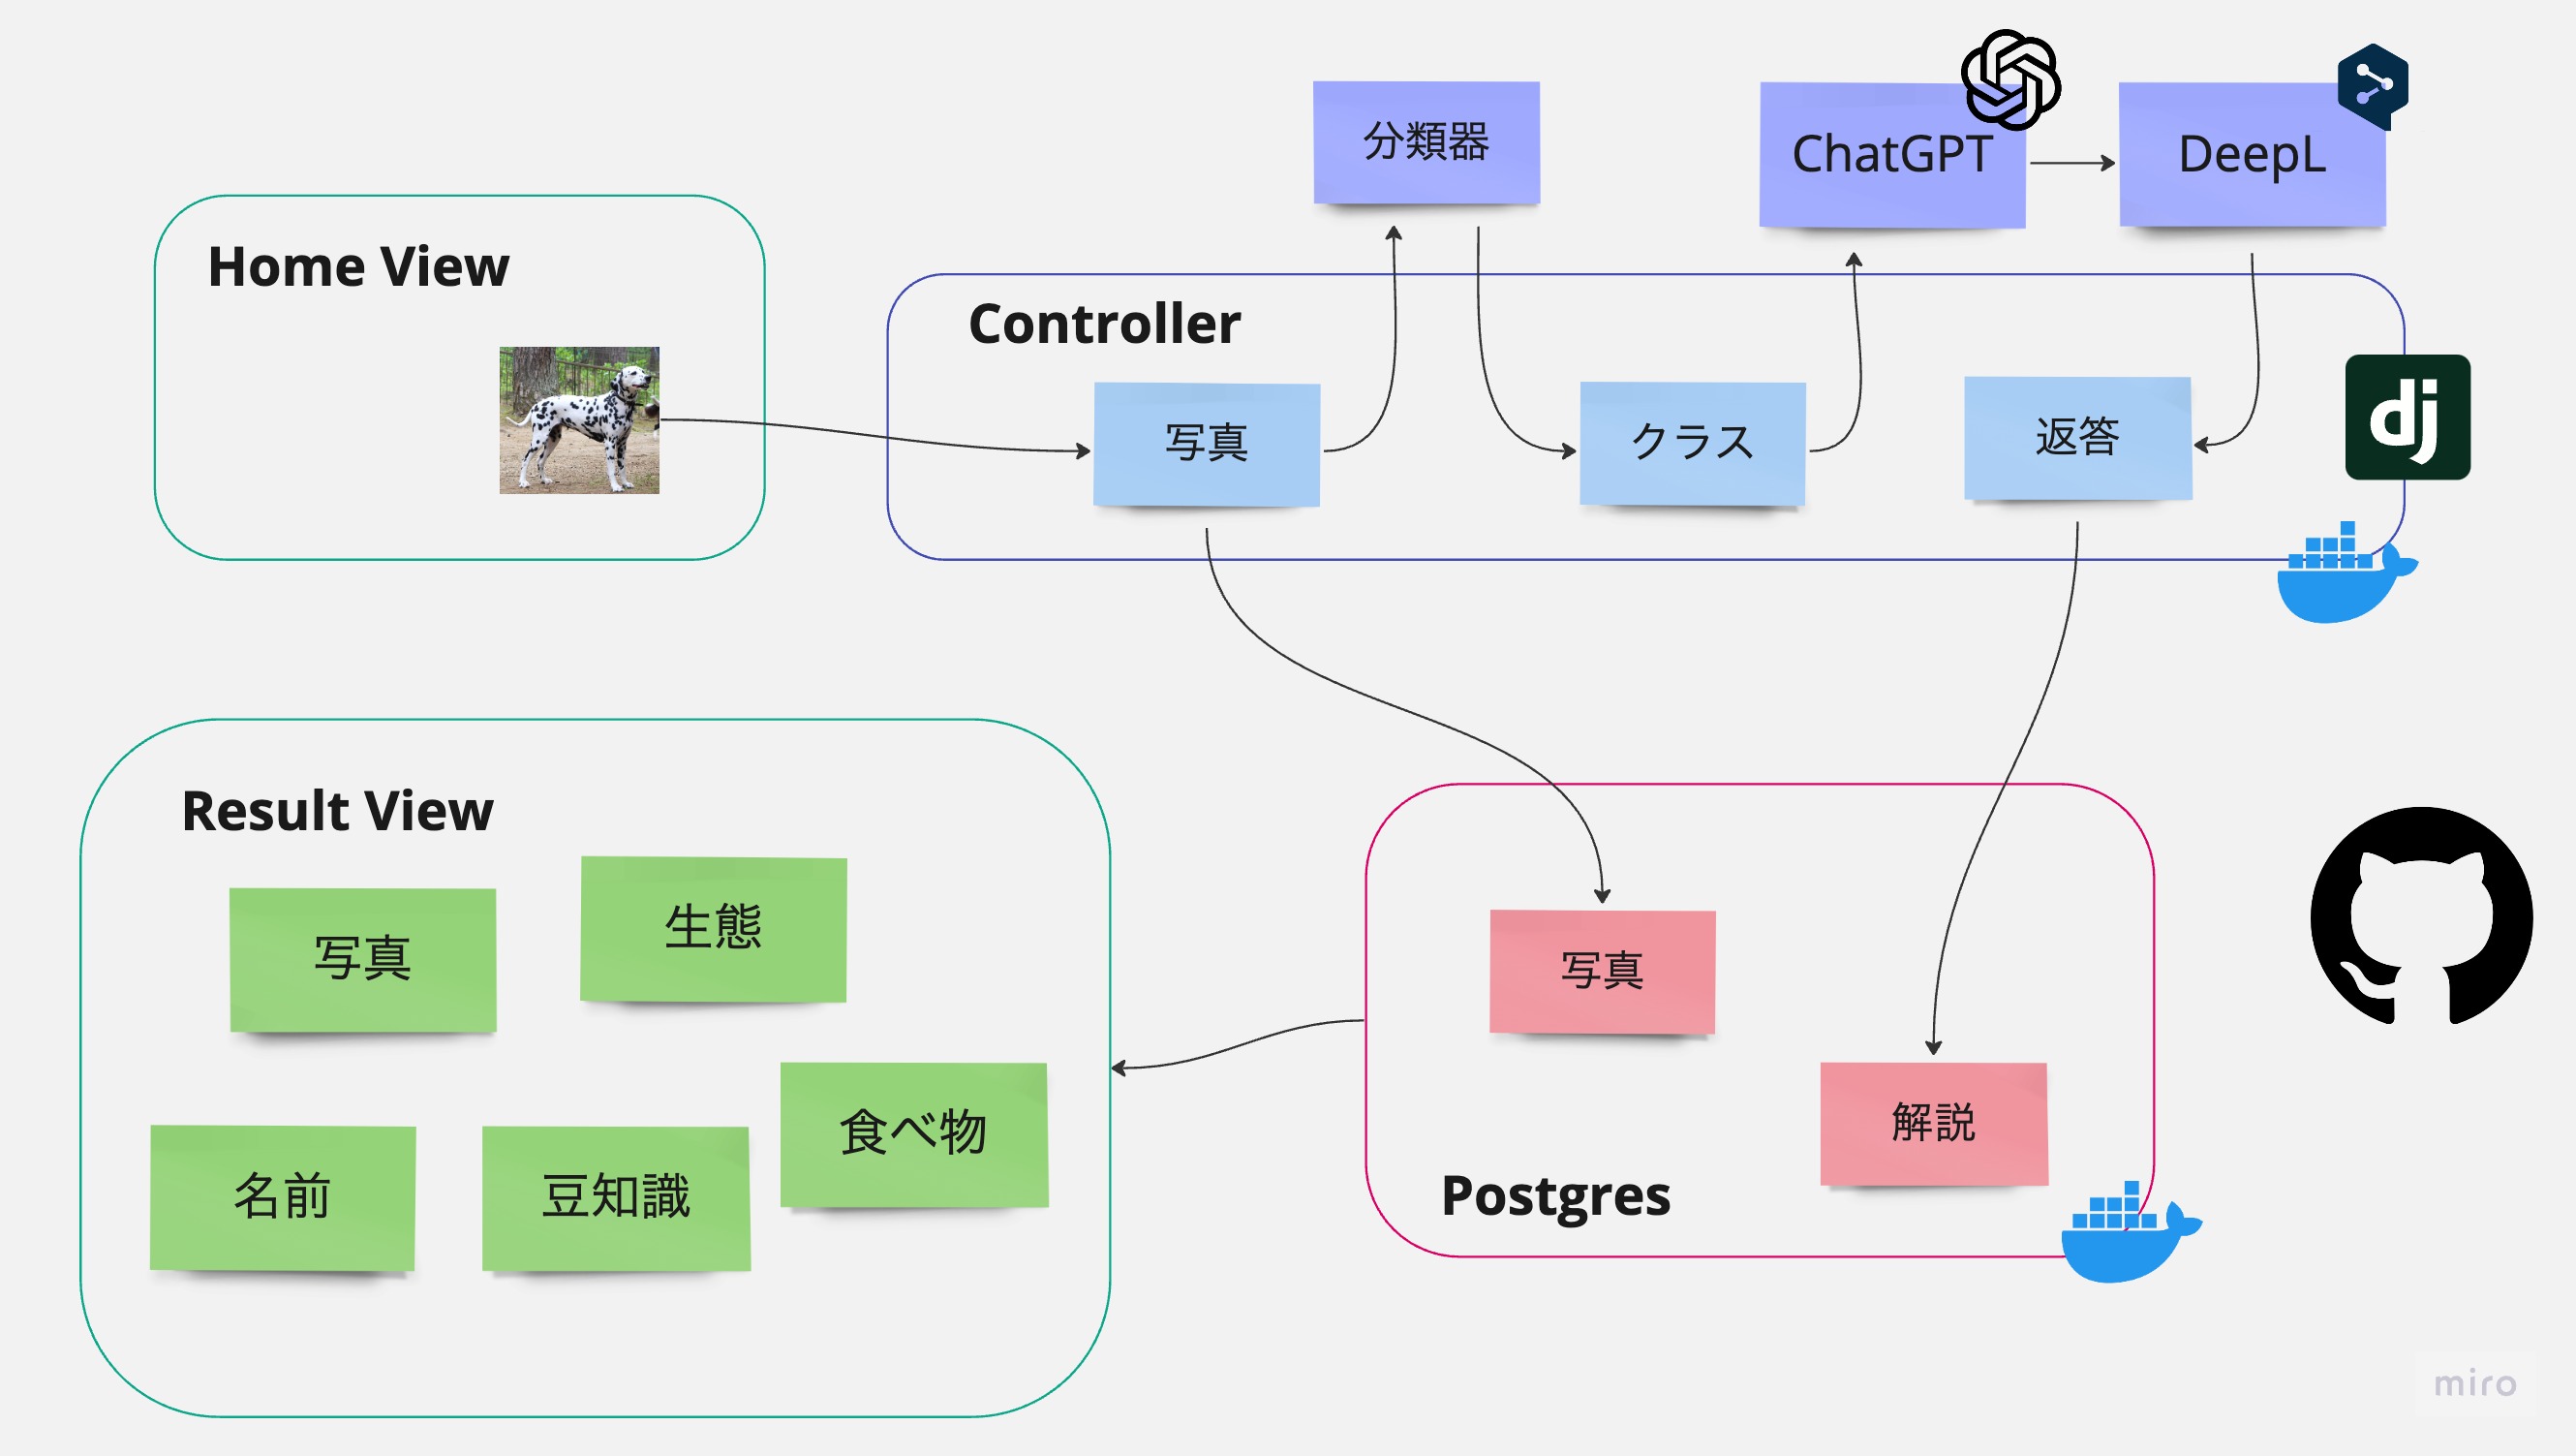 分類器
ChatGPT
DeepL
Home View
Controller
写真
クラス
返答
dj
Result View
写真
生態
食べ物
名前
豆知識
写真
解説
Postgres
miro